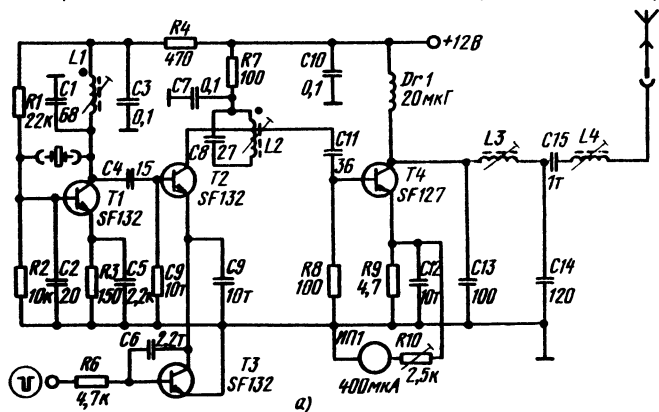 R4
470
+12В
L1
R7
100
C10
0,1
C7
0,1
Dr1
20мкГ
C1
68
C3
0,1
R1
22к
L2
C8
27
C11
36
L3
C15
1т
L4
C4
15
T1
SF132
T2
SF132
T4
SF127
R2
10к
C2
20
R3
150
C5
2,2к
C9
10т
C9
10т
R8
100
R9
4,7
C12
10т
C13
100
C14
120
C6
2,2т
ИП1
R10
400мкА
2,5к
R6
4,7к
T3
SF132
а)